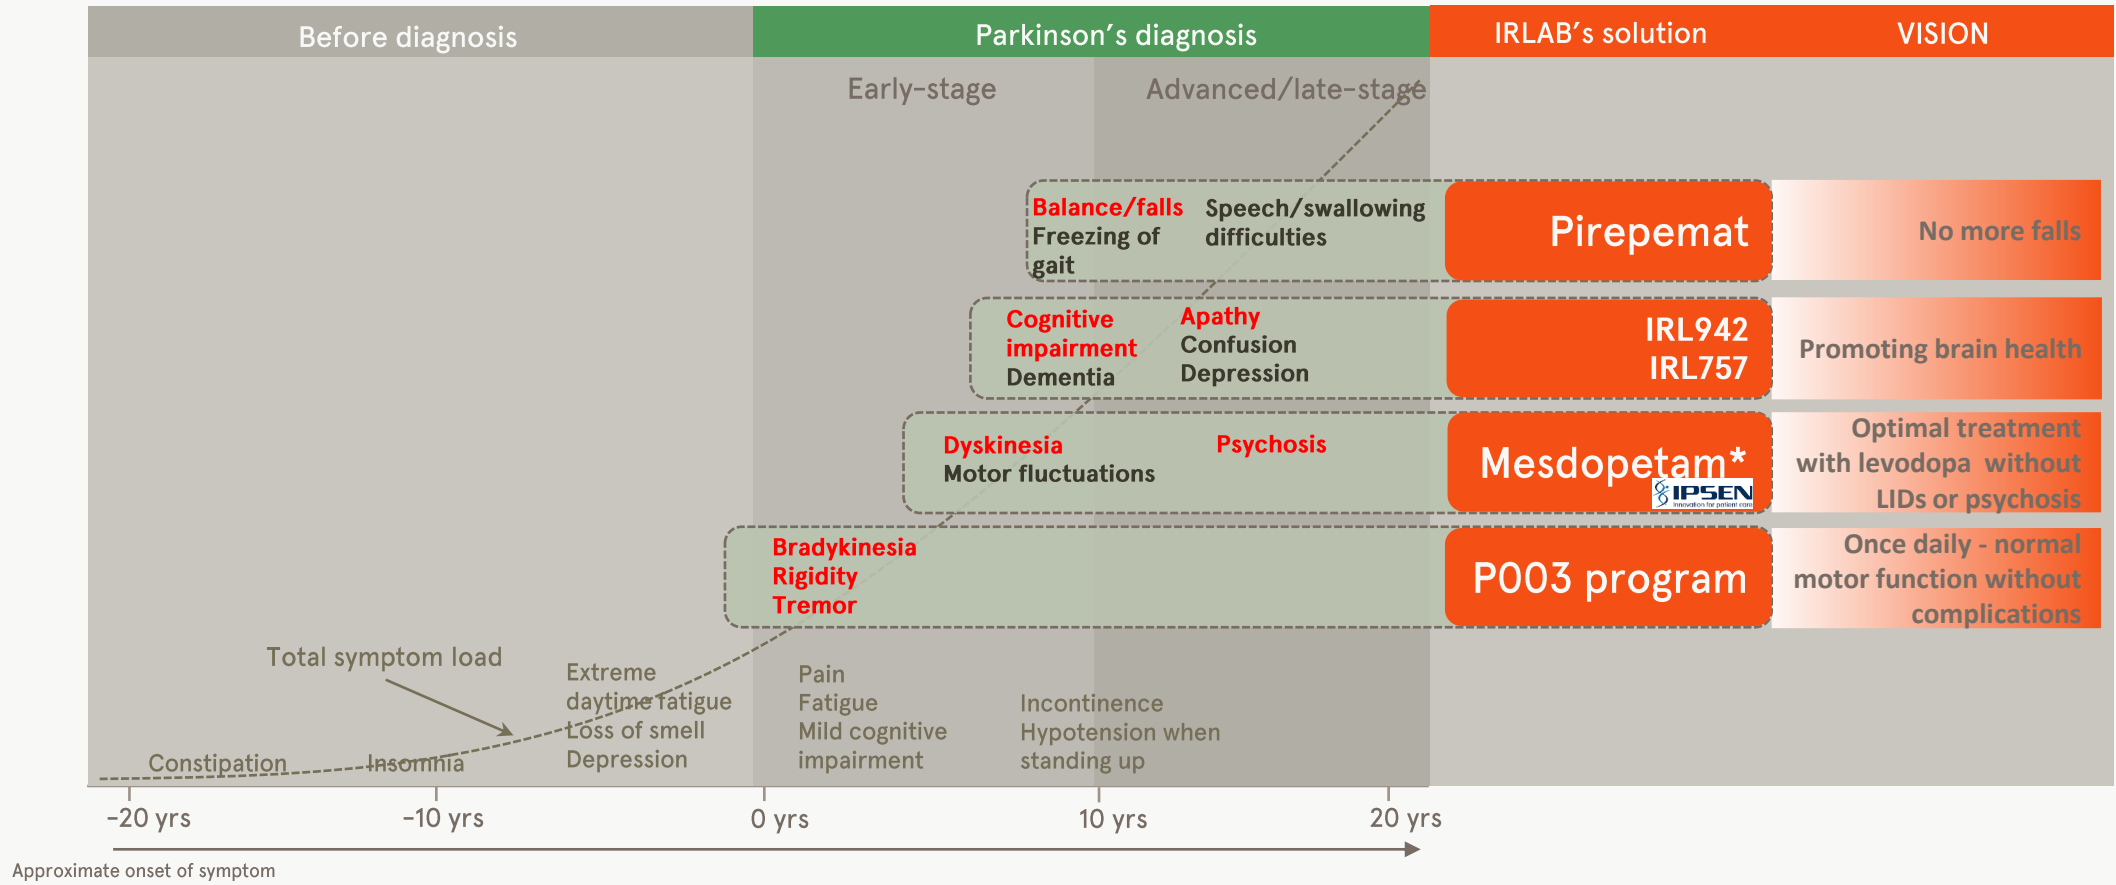 Before diagnosis
Parkinson's diagnosis
IRLAB's solution
VISION
Early-stage
Advanced/late-stage
Balance/falls
Freezing of
gait
Speech/swallowing
difficulties
Pirepemat
No more falls
Cognitive
impairment
Dementia
Apathy
Confusion
Depression
IRL942
IRL757
Promoting brain health
Dyskinesia
Motor fluctuations
Psychosis
Mesdopetam*
IPSEN
Innovation for patient care
Optimal treatment
with levodopa without
LIDs or psychosis
Bradykinesia
Rigidity
Tremor
P003 program
Once daily - normal
motor function without
complications
Total symptom load
Constipation
Insomnia
Extreme
daytime fatigue
Loss of smell
Depression
Pain
Fatigue
Mild cognitive
impairment
Incontinence
Hypotension when
standing up
-20 yrs
-10 yrs
0 yrs
10 yrs
20 yrs
Approximate onset of symptom